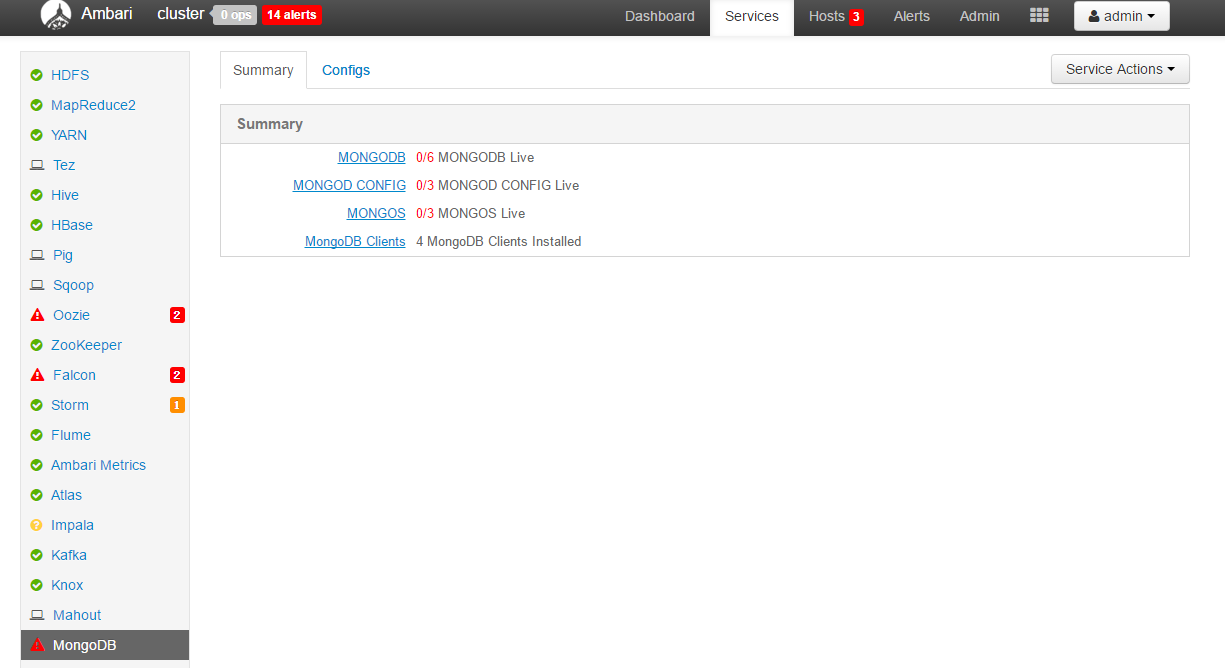 Ambari cluster 0 ops 14 alerts Dashboard Services Hosts 3 Alerts Admin admin
HDFS
MapReduce2
YARN
Tez
Hive
HBase
Pig
Sqoop
Oozie 2
ZooKeeper
Falcon 2
Storm 1
Flume
Ambari Metrics
Atlas
Impala
Kafka
Knox
Mahout
MongoDB
Summary Configs Service Actions
Summary
MONGODB 0/6 MONGODB Live
MONGOD CONFIG 0/3 MONGOD CONFIG Live
MONGOS 0/3 MONGOS Live
MongoDB Clients 4 MongoDB Clients Installed